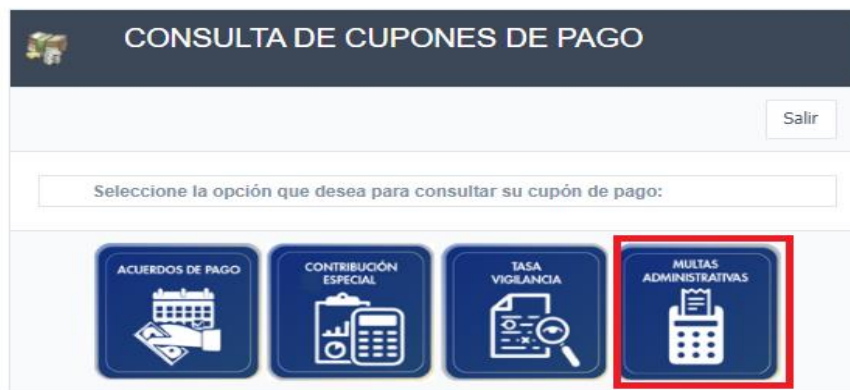 CONSULTA DE CUPONES DE PAGO
Salir
Seleccione la opción que desea para consultar su cupón de pago:
ACUERDOS DE PAGO
CONTRIBUCIÓN
ESPECIAL
TASA
VIGILANCIA
MULTAS
ADMINISTRATIVAS